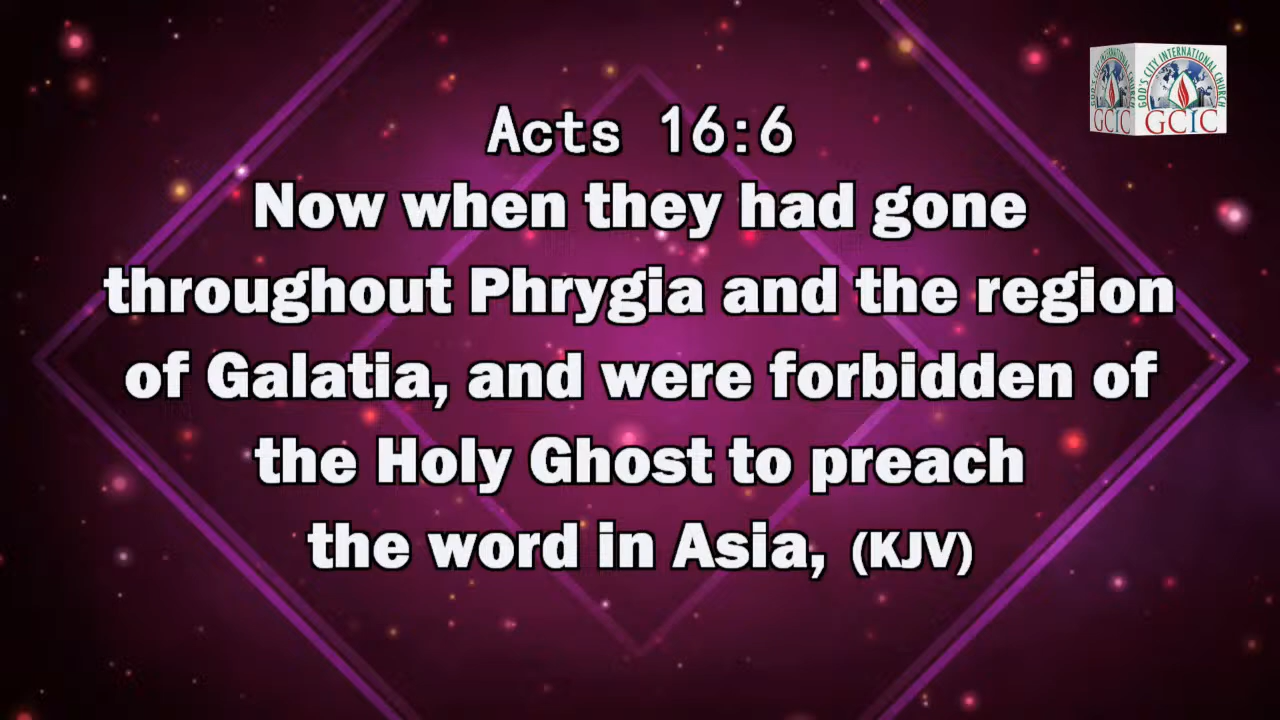 GOD'S CITY INTERNATIONAL CHURCH
GCIC
GCIC
Acts 16:6
Now when they had gone
throughout Phrygia and the region
of Galatia, and were forbidden of
the Holy Ghost to preach
the word in Asia, (KJV)